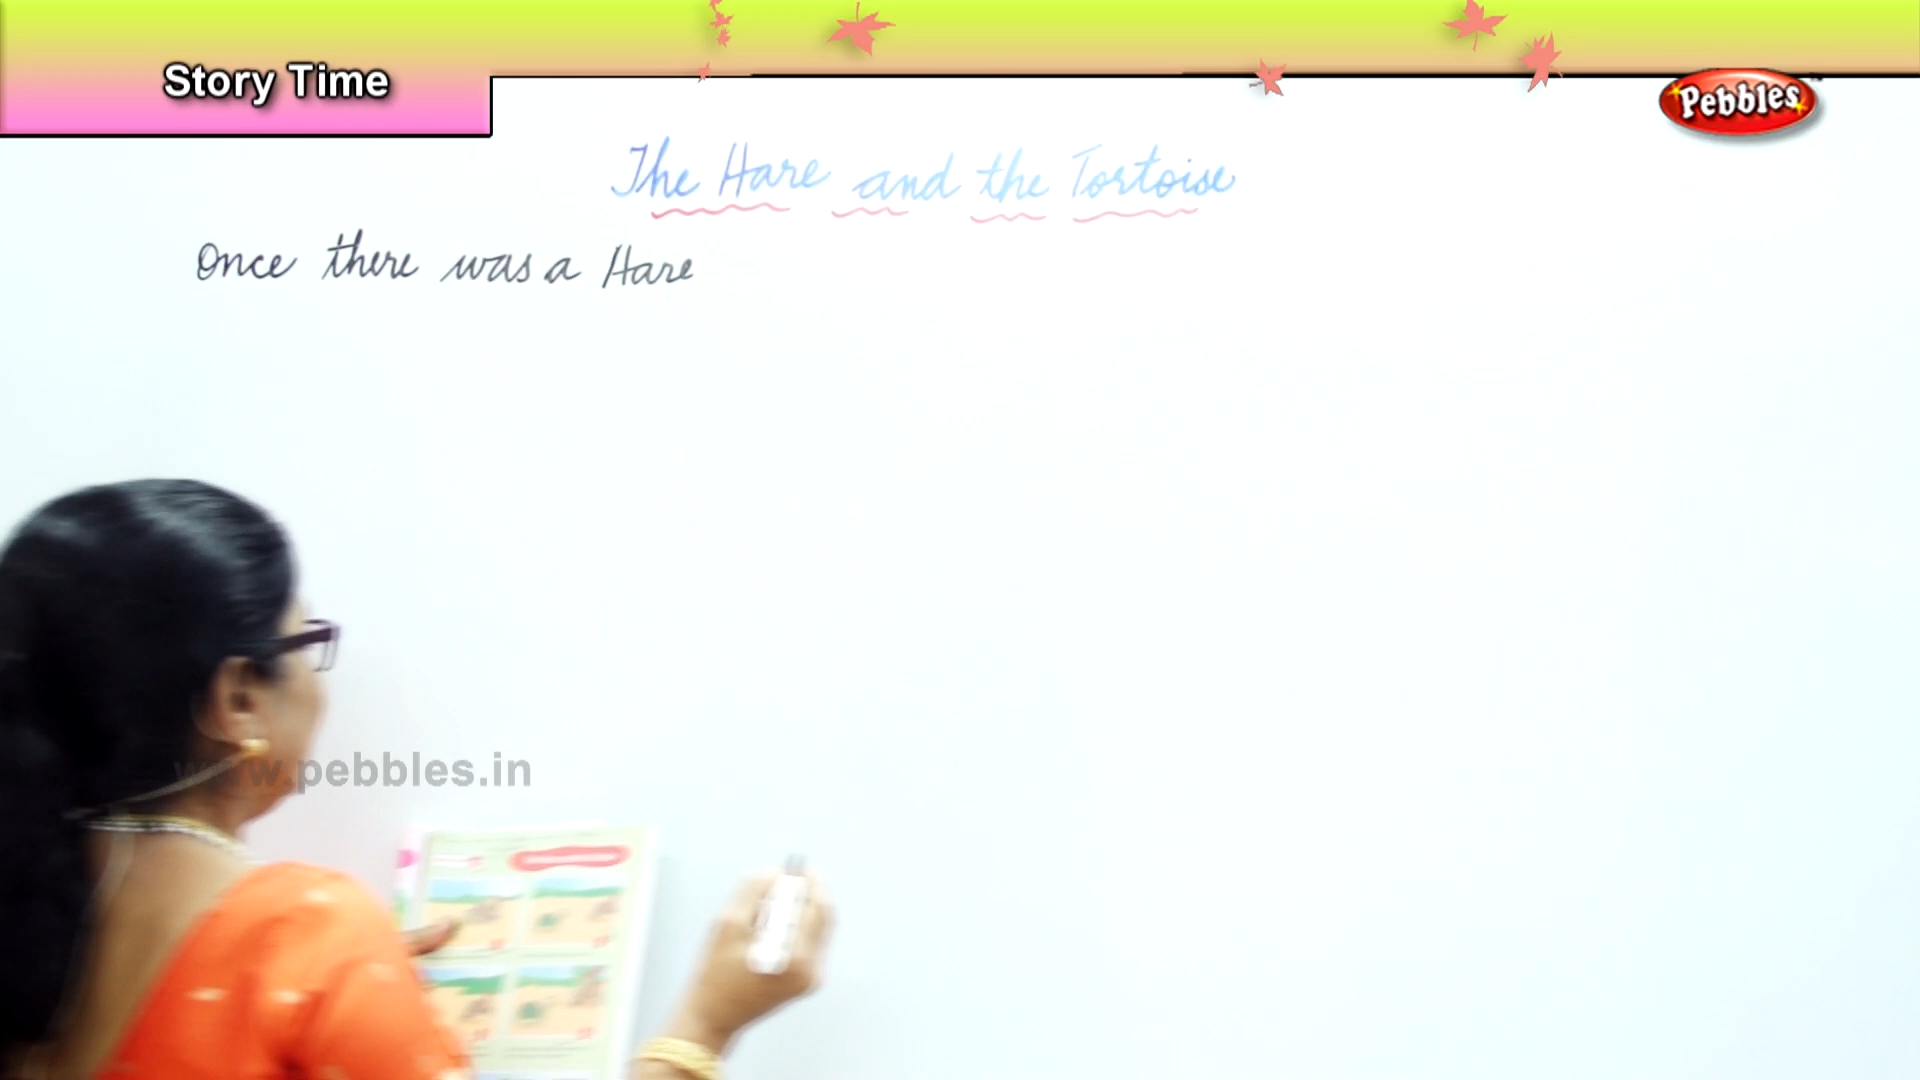 Story Time
Pebbles
The Hare and the Tortoise
Once there was a Hare
www.pebbles.in